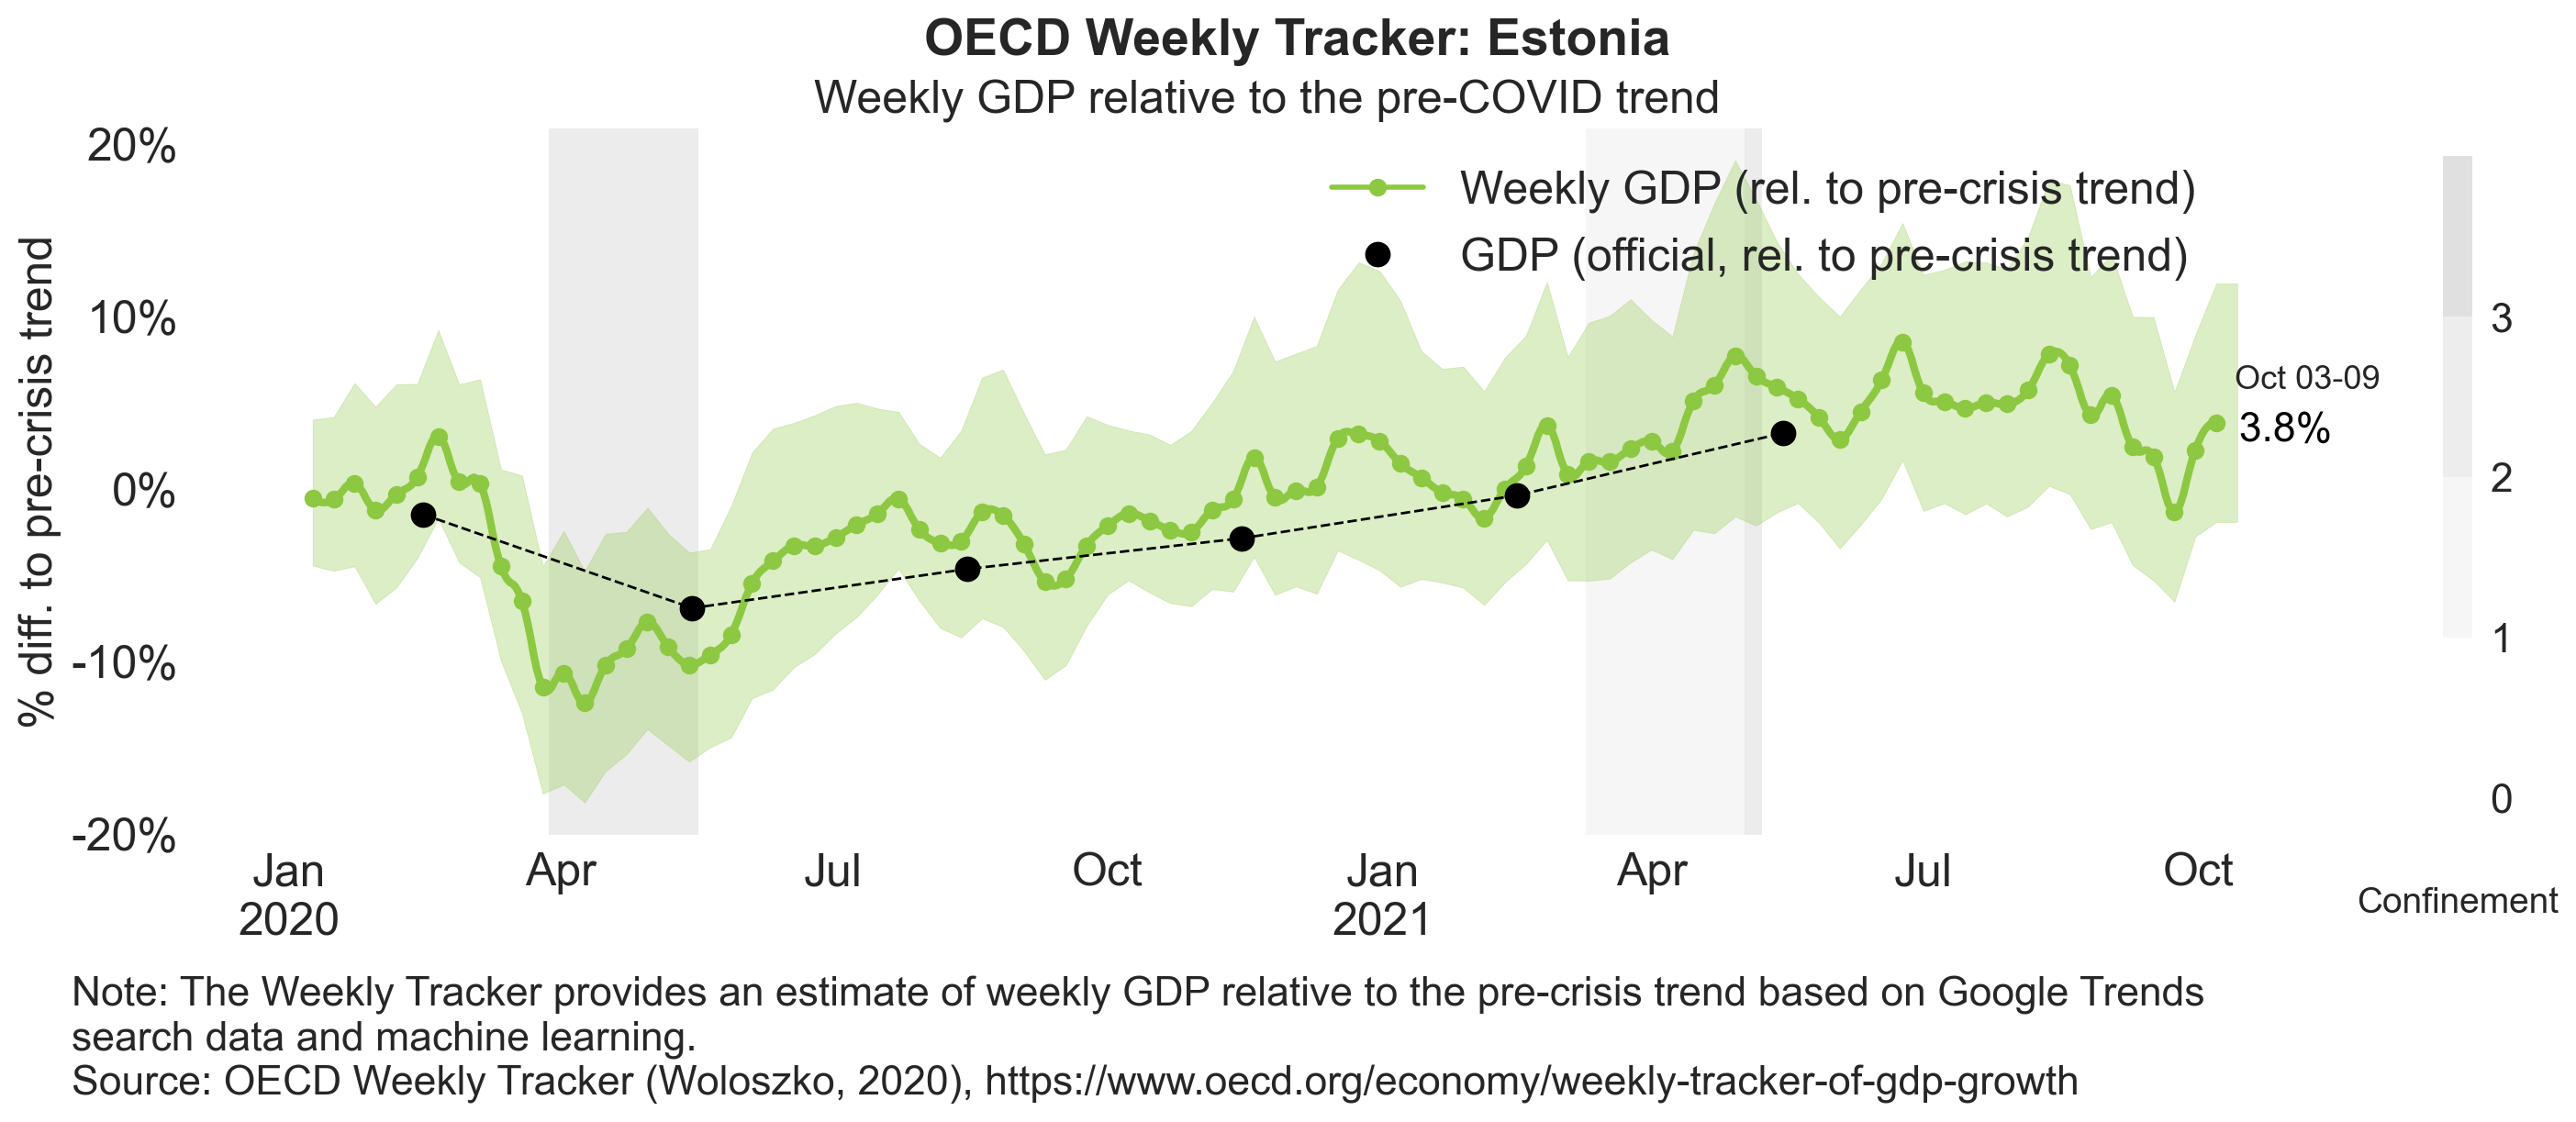 OECD Weekly Tracker: Estonia
Weekly GDP relative to the pre-COVID trend
% diff. to pre-crisis trend
20%
10%
0%
-10%
-20%
Weekly GDP (rel. to pre-crisis trend)
GDP (official, rel. to pre-crisis trend)
Oct 03-09
3.8%
3
2
1
0
Confinement
Jan Apr Jul Oct Jan Apr Jul Oct
2020 2021
Note: The Weekly Tracker provides an estimate of weekly GDP relative to the pre-crisis trend based on Google Trends
search data and machine learning.
Source: OECD Weekly Tracker (Woloszko, 2020), https://www.oecd.org/economy/weekly-tracker-of-gdp-growth